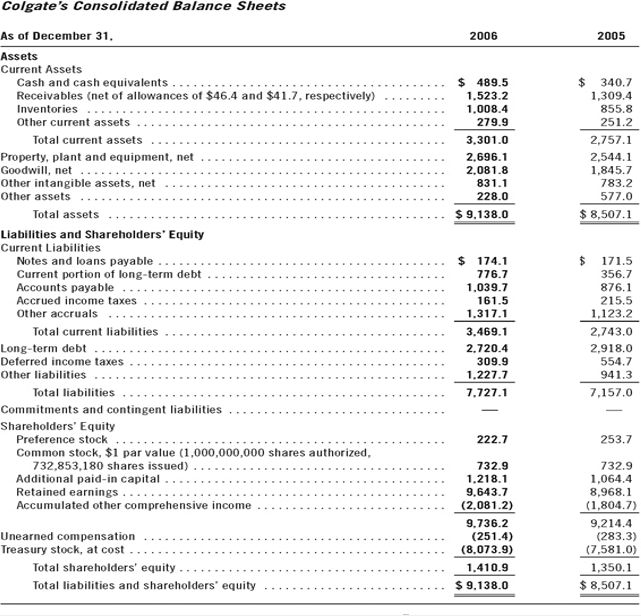 Colgate's Consolidated Balance Sheets
As of December 31, 2006 2005
Assets
Current Assets
Cash and cash equivalents $ 489.5 $ 340.7
Receivables (net of allowances of $46.4 and $41.7, respectively) 1,523.2 1,309.4
Inventories 1,008.4 855.8
Other current assets 279.9 251.2
Total current assets 3,301.0 2,757.1
Property, plant and equipment, net 2,696.1 2,544.1
Goodwill, net 2,081.8 1,845.7
Other intangible assets, net 831.1 783.2
Other assets 228.0 577.0
Total assets $ 9,138.0 $ 8,507.1
Liabilities and Shareholders' Equity
Current Liabilities
Notes and loans payable $ 174.1 $ 171.5
Current portion of long-term debt 776.7 356.7
Accounts payable 1,039.7 876.1
Accrued income taxes 161.5 215.5
Other accruals 1,317.1 1,123.2
Total current liabilities 3,469.1 2,743.0
Long-term debt 2,720.4 2,918.0
Deferred income taxes 309.9 554.7
Other liabilities 1,227.7 941.3
Total liabilities 7,727.1 7,157.0
Commitments and contingent liabilities — —
Shareholders' Equity
Preference stock 222.7 253.7
Common stock, $1 par value (1,000,000,000 shares authorized,
732,853,180 shares issued) 732.9 732.9
Additional paid-in capital 1,218.1 1,064.4
Retained earnings 9,643.7 8,968.1
Accumulated other comprehensive income (2,081.2) (1,804.7)
9,736.2 9,214.4
Unearned compensation (251.4) (283.3)
Treasury stock, at cost (8,073.9) (7,581.0)
Total shareholders' equity 1,410.9 1,350.1
Total liabilities and shareholders' equity $ 9,138.0 $ 8,507.1